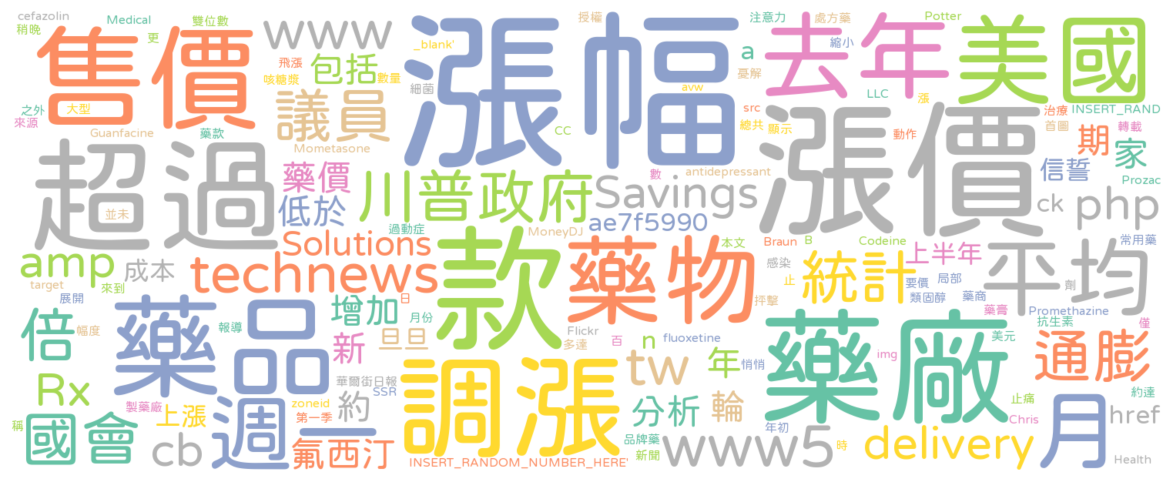 cefazolin
稍晚
Medical
更
雙位數
www
飛漲
售價
咳糖漿
包括
數量
_blank'
授權
漲幅
注意力
a
憂解
處方藥
縮小
去年
Potter
美國
之外
大型
來源
Guanfacine
藥款
議員
Mometasone
細菌
avw
CC
src
總共
顯示
LLC
漲
動作
治療
首圖
INSERT_RAND
轉載
期
家
超過
並未
藥價
低於
川普政府
Savings
數
antidepressant
漲價
信誓
Prozac
ck
php
過動症
MoneyDJ
ae7f5990
Solutions
amp
成本
technews
款
藥物
本文
Braun
B
Codeine
感染
止
統計
上半年
常用藥
平均
要價
局部
劑
target
來到
展開
日
月份
抨擊
類固醇
藥商
倍
幅度
藥品
報導
增加
新
旦旦
Flickr
多達
百
n
fluoxetine
藥廠
藥膏
Promethazine
抗生素
僅
美元
通膨
華爾街日報
SSR
調漲
tw
年
悄悄
img
約達
Rx
製藥廠
上漲
zoneid
第一季
約
分析
輪
年初
止痛
Chris
href
稱
國會
cb
週一
氟西汀
INSERT_RANDOM_NUMBER_HERE'
品牌藥
新聞
www5
時
delivery
月
Health